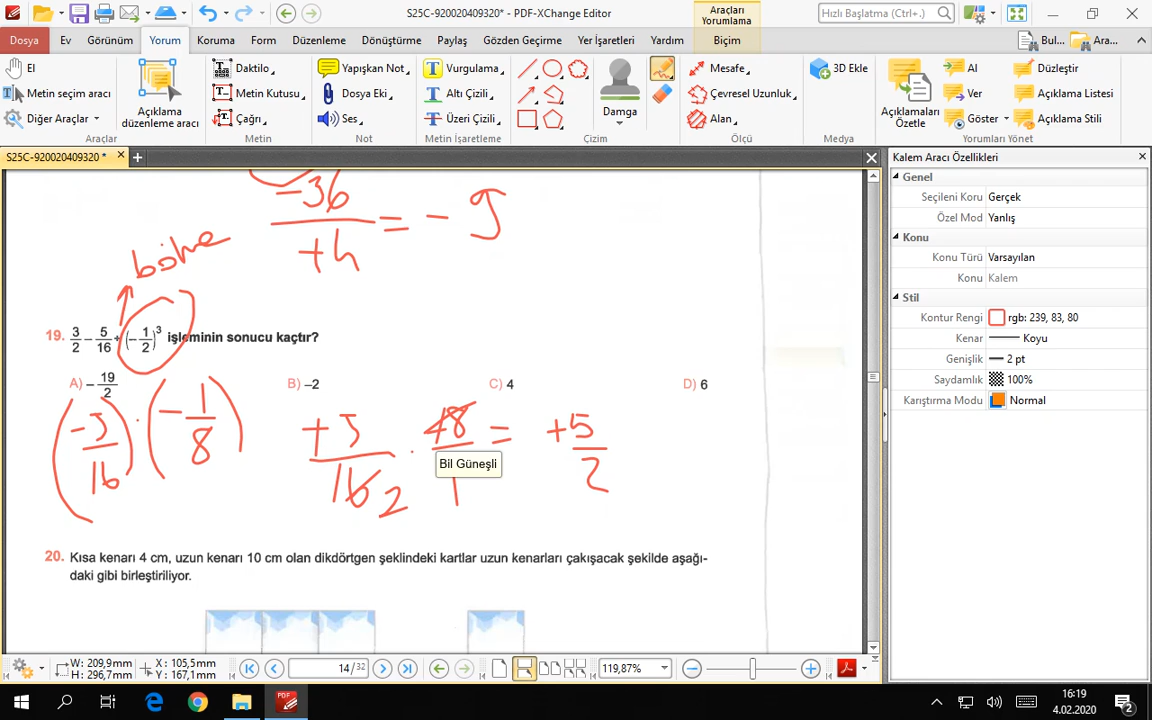 S25C-920020409320* - PDF-XChange Editor
Araçları Yorumlama
Hızlı Başlatma (Ctrl+.)
Dosya Ev Görünüm Yorum Koruma Form Düzenleme Dönüştürme Paylaş Gözden Geçirme Yer İşaretleri Yardım Biçim Bul... Ara...
El
Metin seçim aracı
Diğer Araçlar
Araçlar
Açıklama düzenleme aracı
Daktilo
Metin Kutusu
Çağrı
Metin
Yapışkan Not
Dosya Eki
Ses
Not
Vurgulama
Altı Çizili
Üzeri Çizili
Metin İşaretleme
Çizim
Damga
Mesafe
Çevresel Uzunluk
Alan
Ölçü
3D Ekle
Medya
Açıklamaları Özetle
Al
Ver
Göster
Düzleştir
Açıklama Listesi
Açıklama Stili
Yorumları Yönet
S25C-920020409320 *
-36/+4 = -9
bölme
19. 3/2 - 5/16 ÷ (-1/2)³ işleminin sonucu kaçtır?
A) -19/2 B) –2 C) 4 D) 6
(-5/16) · (-1/8) +5/16 2 · +8/1 = +5/2
Bil Güneşli
20. Kısa kenarı 4 cm, uzun kenarı 10 cm olan dikdörtgen şeklindeki kartlar uzun kenarları çakışacak şekilde aşağı-
daki gibi birleştiriliyor.
Kalem Aracı Özellikleri
Genel
Seçileni Koru Gerçek
Özel Mod Yanlış
Konu
Konu Türü Varsayılan
Konu Kalem
Stil
Kontur Rengi rgb: 239, 83, 80
Kenar Koyu
Genişlik 2 pt
Saydamlık 100%
Karıştırma Modu Normal
W: 209,9mm
H: 296,7mm
X: 105,5mm
Y: 167,1mm
14 / 32
119,87%
16:19
4.02.2020
2